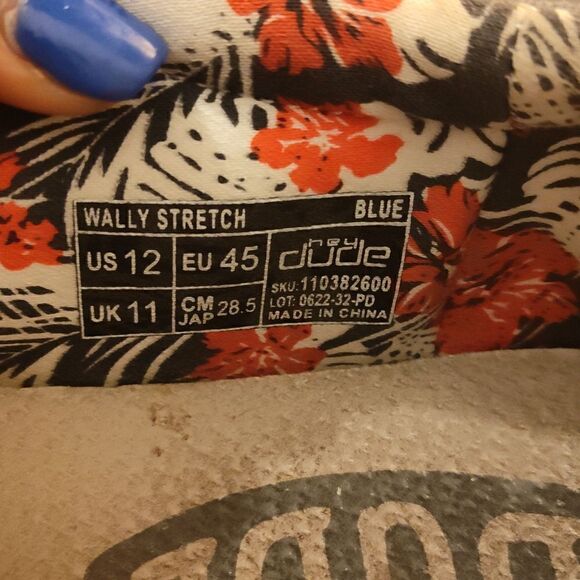 WALLY STRETCH BLUE
US 12 EU 45 hey dude
SKU:110382600
UK 11 CM JAP 28.5 LOT: 0622-32-PD
MADE IN CHINA